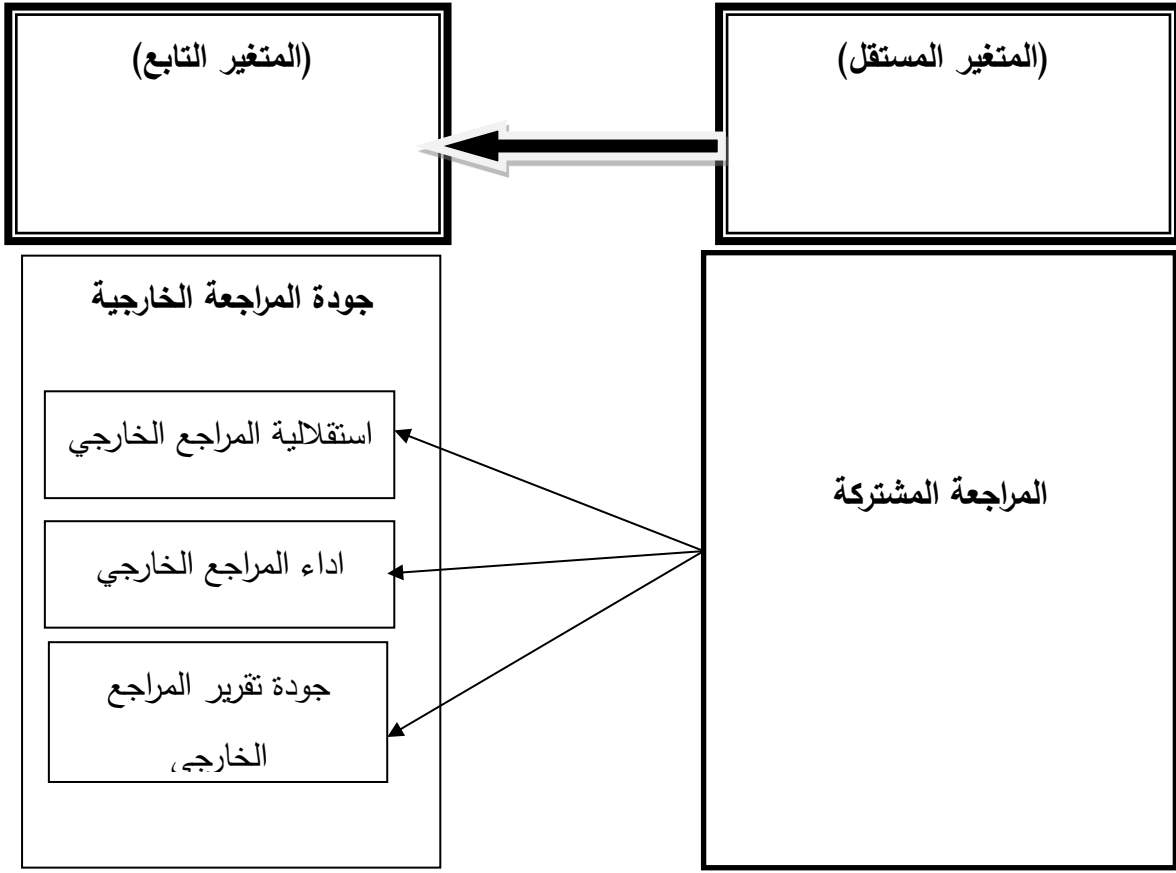 (المتغير المستقل)
(المتغير التابع)
المراجعة المشتركة
جودة المراجعة الخارجية
استقلالية المراجع الخارجي
اداء المراجع الخارجي
جودة تقرير المراجع
الخارجي